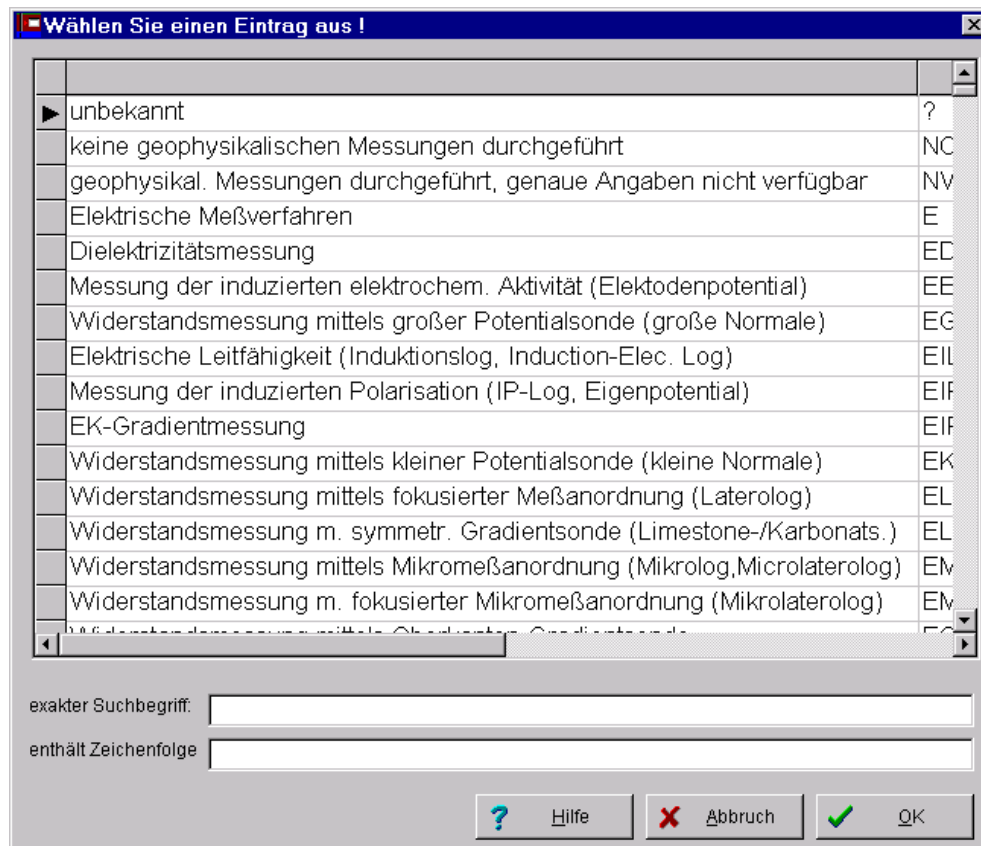 Wählen Sie einen Eintrag aus !
unbekannt ?
keine geophysikalischen Messungen durchgeführt
geophysikal. Messungen durchgeführt, genaue Angaben nicht verfügbar NV
Elektrische Meßverfahren E
Dielektrizitätsmessung ED
Messung der induzierten elektrochem. Aktivität (Elektodenpotential) EE
Widerstandsmessung mittels großer Potentialsonde (große Normale) EG
Elektrische Leitfähigkeit (Induktionslog, Induction-Elec. Log) EIL
Messung der induzierten Polarisation (IP-Log, Eigenpotential)
EK-Gradientmessung
Widerstandsmessung mittels kleiner Potentialsonde (kleine Normale) EK
Widerstandsmessung mittels fokusierter Meßanordnung (Laterolog) EL
Widerstandsmessung m. symmetr. Gradientsonde (Limestone-/Karbonats.) EL
Widerstandsmessung mittels Mikromeßanordnung (Mikrolog,Microlaterolog) EM
Widerstandsmessung m. fokusierter Mikromeßanordnung (Mikrolaterolog) EM
exakter Suchbegriff:
enthält Zeichenfolge
Hilfe Abbruch OK